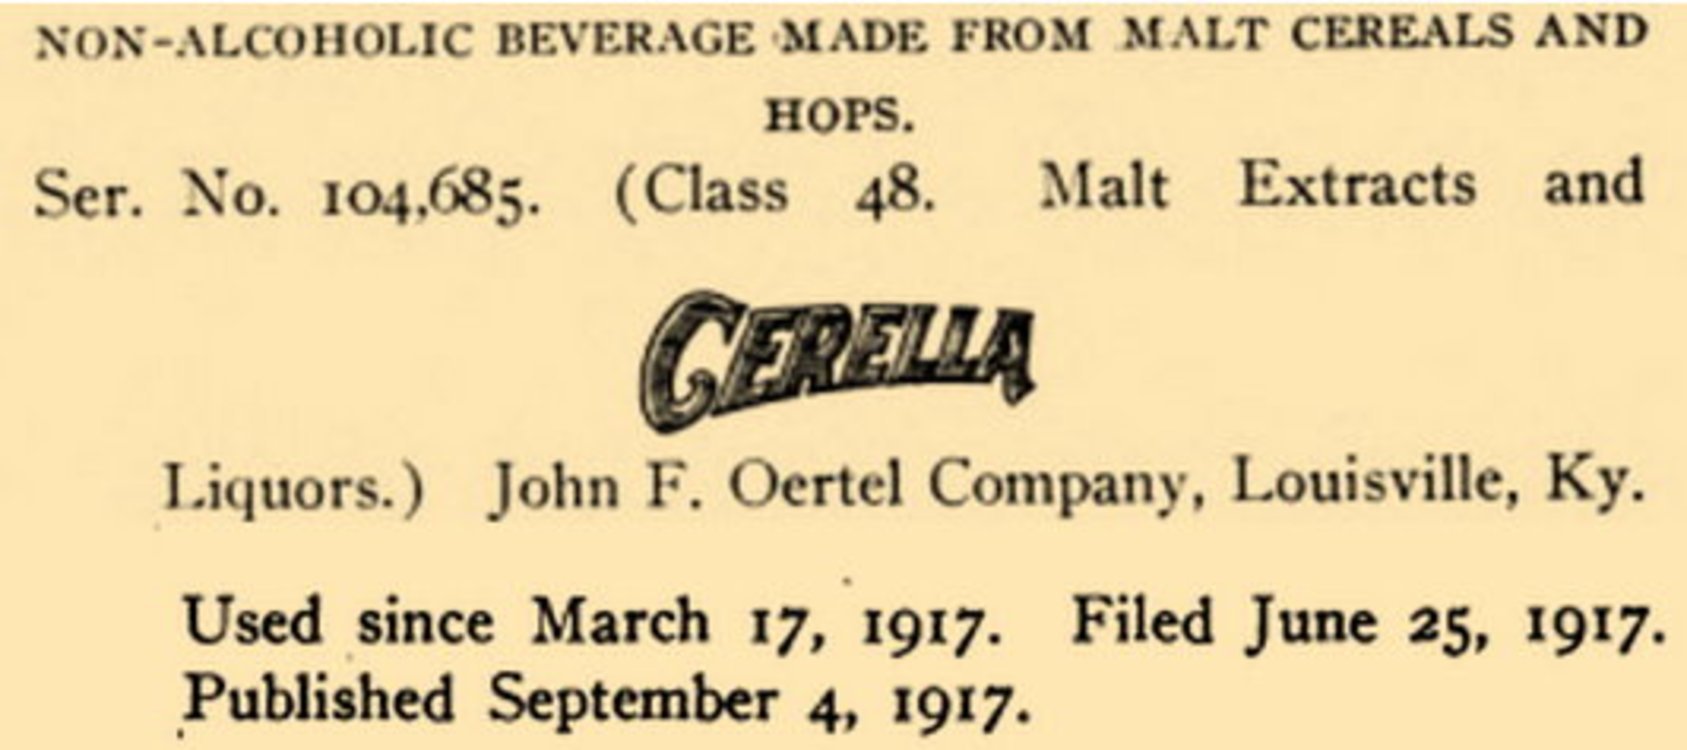 NON-ALCOHOLIC BEVERAGE MADE FROM MALT CEREALS AND
HOPS.
Ser. No. 104,685. (Class 48. Malt Extracts and
CERELLA
Liquors.) John F. Oertel Company, Louisville, Ky.
Used since March 17, 1917. Filed June 25, 1917.
Published September 4, 1917.